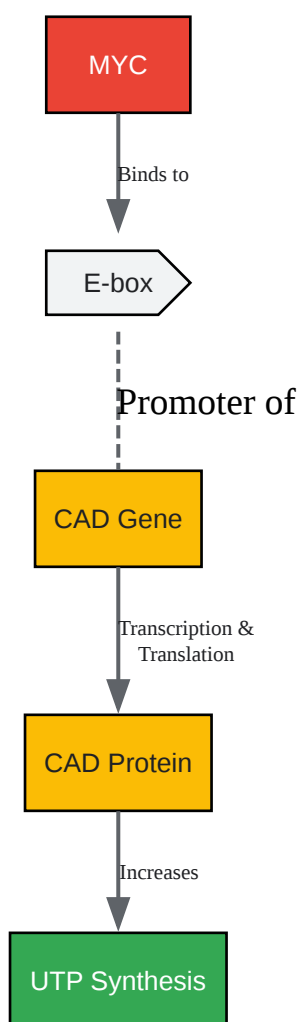 MYC
Binds to
E-box
Promoter of
CAD Gene
Transcription &
Translation
CAD Protein
Increases
UTP Synthesis